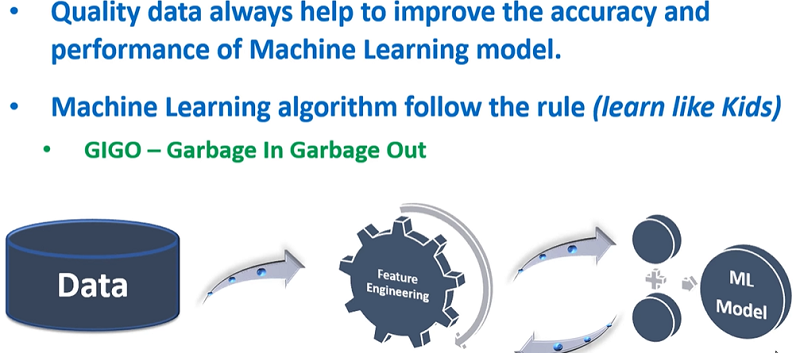 • Quality data always help to improve the accuracy and
performance of Machine Learning model.
• Machine Learning algorithm follow the rule (learn like Kids)
• GIGO – Garbage In Garbage Out
Data
Feature
Engineering
ML
Model